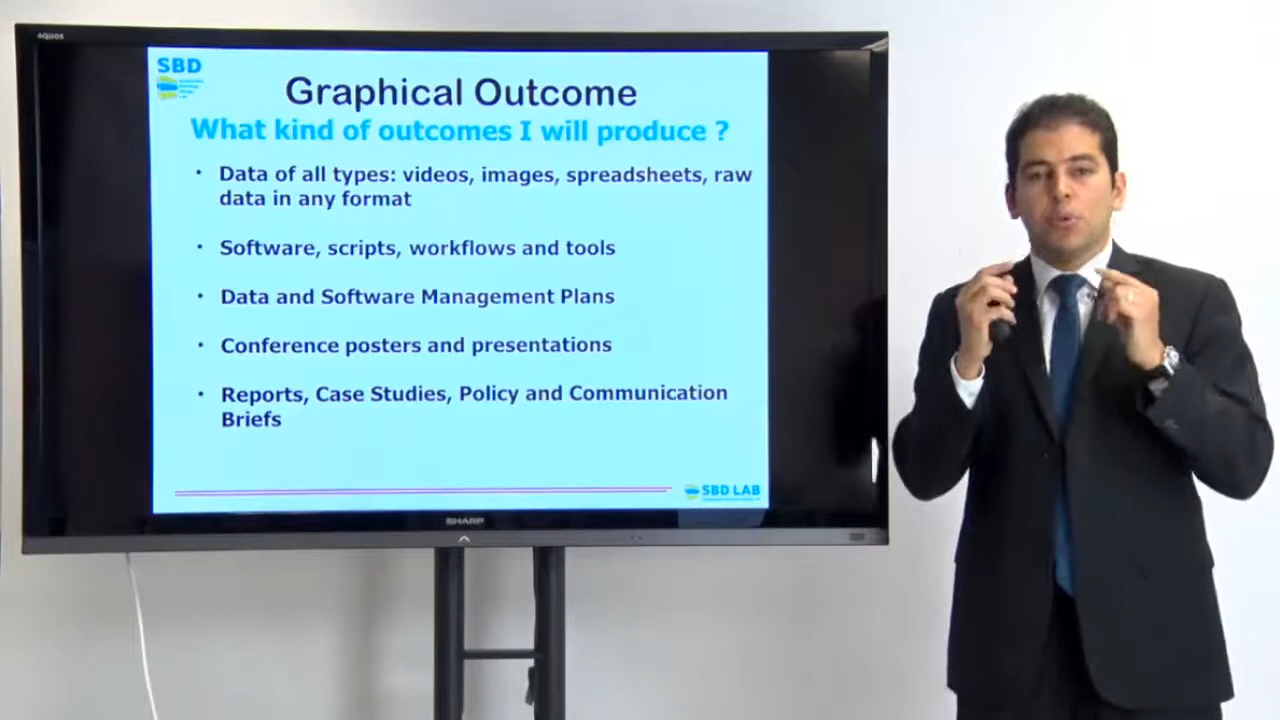 AQUOS
SBD
Graphical Outcome
What kind of outcomes I will produce ?
• Data of all types: videos, images, spreadsheets, raw
data in any format
• Software, scripts, workflows and tools
• Data and Software Management Plans
• Conference posters and presentations
• Reports, Case Studies, Policy and Communication
Briefs
SBD LAB
SHARP